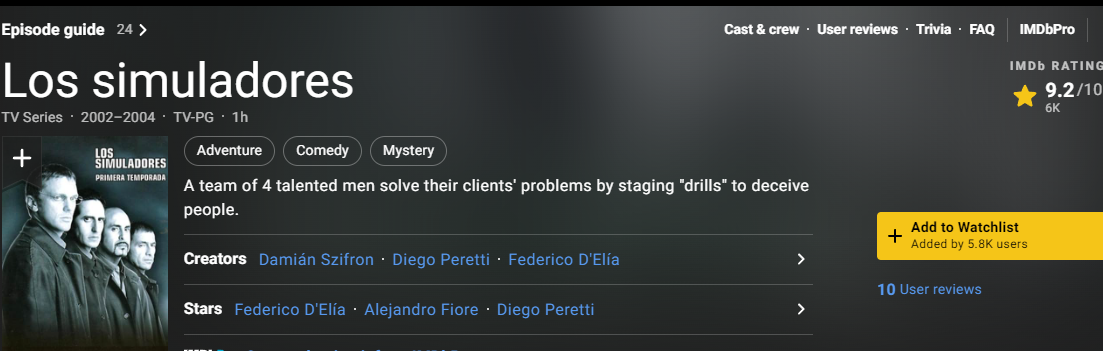 Episode guide 24
Cast & crew · User reviews · Trivia · FAQ IMDbPro
Los simuladores
IMDb RATING
TV Series · 2002–2004 · TV-PG · 1h
9.2/10
6K
LOS
SIMULADORES
PRIMERA TEMPORADA
Adventure Comedy Mystery
A team of 4 talented men solve their clients' problems by staging "drills" to deceive
people.
Add to Watchlist
Added by 5.8K users
Creators Damián Szifron · Diego Peretti · Federico D'Elía
10 User reviews
Stars Federico D'Elía · Alejandro Fiore · Diego Peretti